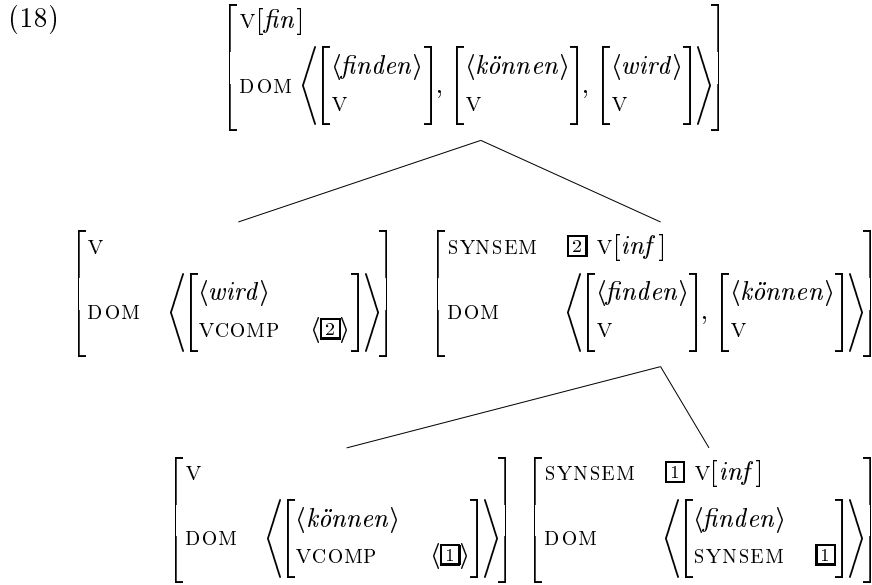 (18)
V[fin]
DOM ⟨[⟨finden⟩ V], [⟨können⟩ V], [⟨wird⟩ V]⟩
V
DOM ⟨[⟨wird⟩ VCOMP ⟨[2]⟩]⟩
SYNSEM [2] V[inf]
DOM ⟨[⟨finden⟩ V], [⟨können⟩ V]⟩
V
DOM ⟨[⟨können⟩ VCOMP ⟨[1]⟩]⟩
SYNSEM [1] V[inf]
DOM ⟨[⟨finden⟩ SYNSEM [1]]⟩